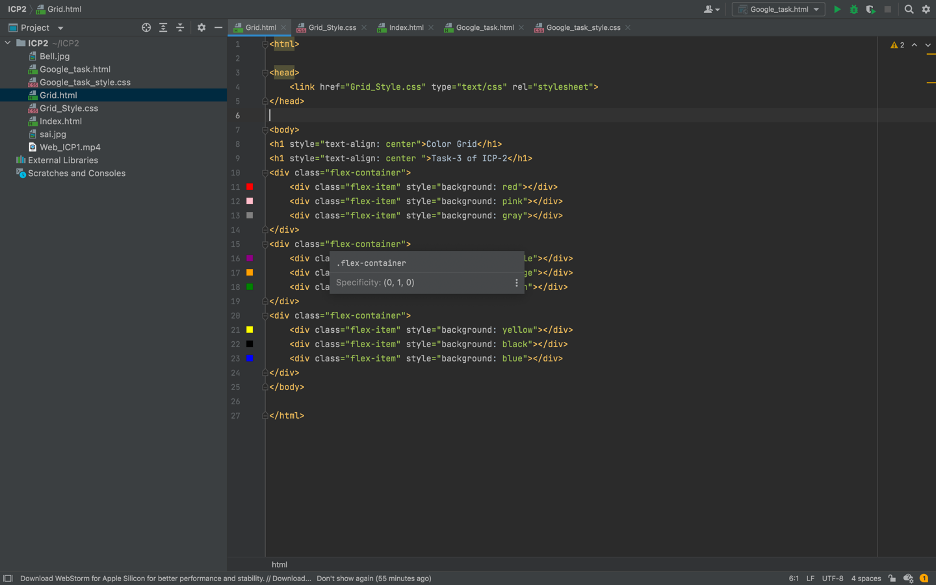 ICP2 Grid.html
Google_task.html
Project
Grid.html Grid_Style.css Index.html Google_task.html Google_task_style.css
ICP2 ~/ICP2
Bell.jpg
Google_task.html
Google_task_style.css
Grid.html
Grid_Style.css
Index.html
sai.jpg
Web_ICP1.mp4
External Libraries
Scratches and Consoles
2
1 <html>
2
3 <head>
4 <link href="Grid_Style.css" type="text/css" rel="stylesheet">
5 </head>
6
7 <body>
8 <h1 style="text-align: center">Color Grid</h1>
9 <h1 style="text-align: center ">Task-3 of ICP-2</h1>
10 <div class="flex-container">
11 <div class="flex-item" style="background: red"></div>
12 <div class="flex-item" style="background: pink"></div>
13 <div class="flex-item" style="background: gray"></div>
14 </div>
15 <div class="flex-container">
16 <div cla le"></div>
17 <div cla ge"></div>
18 <div cla n"></div>
.flex-container
Specificity: (0, 1, 0)
19 </div>
20 <div class="flex-container">
21 <div class="flex-item" style="background: yellow"></div>
22 <div class="flex-item" style="background: black"></div>
23 <div class="flex-item" style="background: blue"></div>
24 </div>
25 </body>
26
27 </html>
html
Download WebStorm for Apple Silicon for better performance and stability. // Download... Don't show again (55 minutes ago)
6:1 LF UTF-8 4 spaces 1